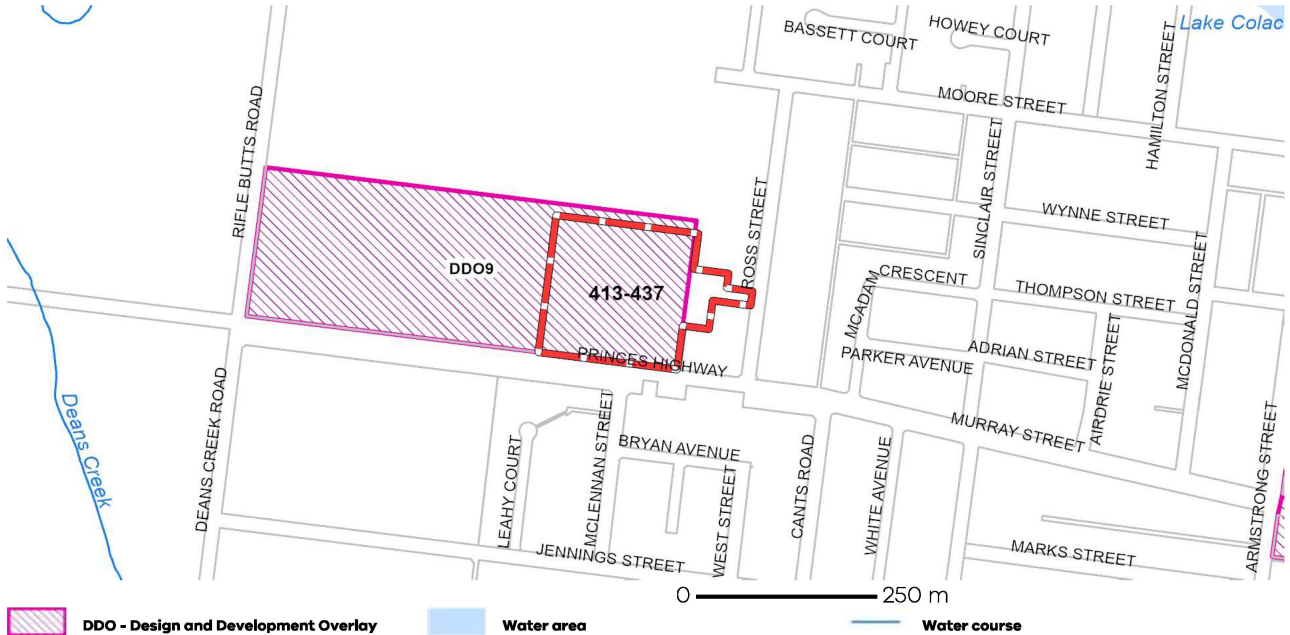 Lake Colac
HOWEY COURT
BASSETT COURT
HAMILTON STREET
MOORE STREET
RIFLE BUTTS ROAD
SINCLAIR STREET
ROSS STREET
WYNNE STREET
DDO9
413-437
CRESCENT
MCADAM
THOMPSON STREET
MCDONALD STREET
PRINCES HIGHWAY
ADRIAN STREET
PARKER AVENUE
AIRDRIE STREET
Deans Creek
DEANS CREEK ROAD
MURRAY STREET
BRYAN AVENUE
LEAHY COURT
MCLENNAN STREET
WEST STREET
CANTS ROAD
WHITE AVENUE
ARMSTRONG STREET
JENNINGS STREET
MARKS STREET
0 250 m
DDO - Design and Development Overlay
Water area
Water course